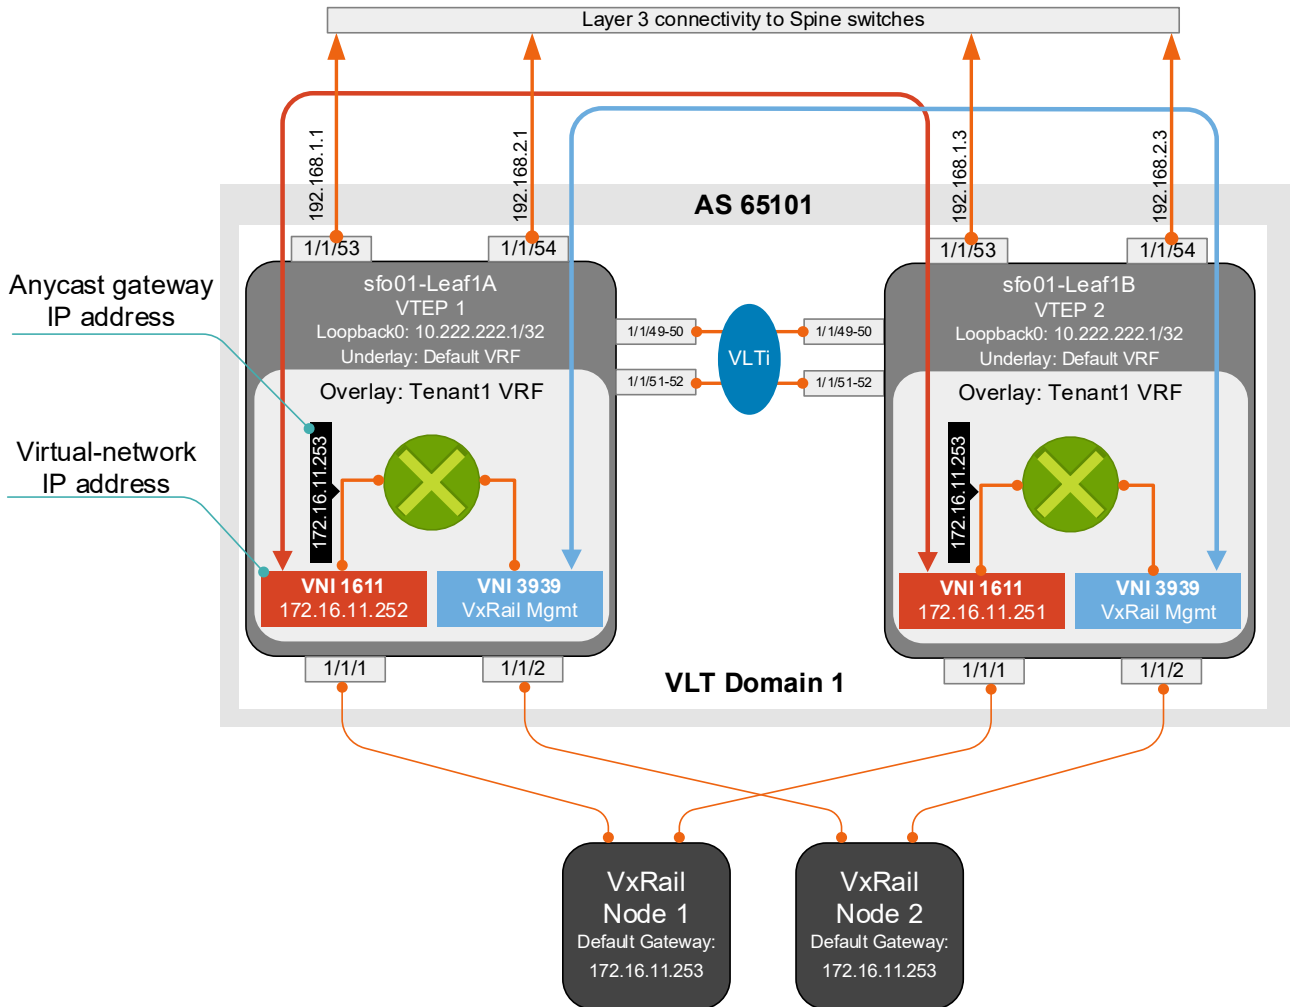 Layer 3 connectivity to Spine switches
192.168.1.1
192.168.2.1
192.168.1.3
192.168.2.3
AS 65101
1/1/53
1/1/54
1/1/53
1/1/54
Anycast gateway
IP address
Virtual-network
IP address
sfo01-Leaf1A
VTEP 1
Loopback0: 10.222.222.1/32
Underlay: Default VRF
Overlay: Tenant1 VRF
172.16.11.253
VNI 1611
172.16.11.252
VNI 3939
VxRail Mgmt
1/1/49-50
1/1/51-52
VLTi
1/1/49-50
1/1/51-52
sfo01-Leaf1B
VTEP 2
Loopback0: 10.222.222.1/32
Underlay: Default VRF
Overlay: Tenant1 VRF
172.16.11.253
VNI 1611
172.16.11.251
VNI 3939
VxRail Mgmt
1/1/1
1/1/2
VLT Domain 1
1/1/1
1/1/2
VxRail
Node 1
Default Gateway:
172.16.11.253
VxRail
Node 2
Default Gateway:
172.16.11.253